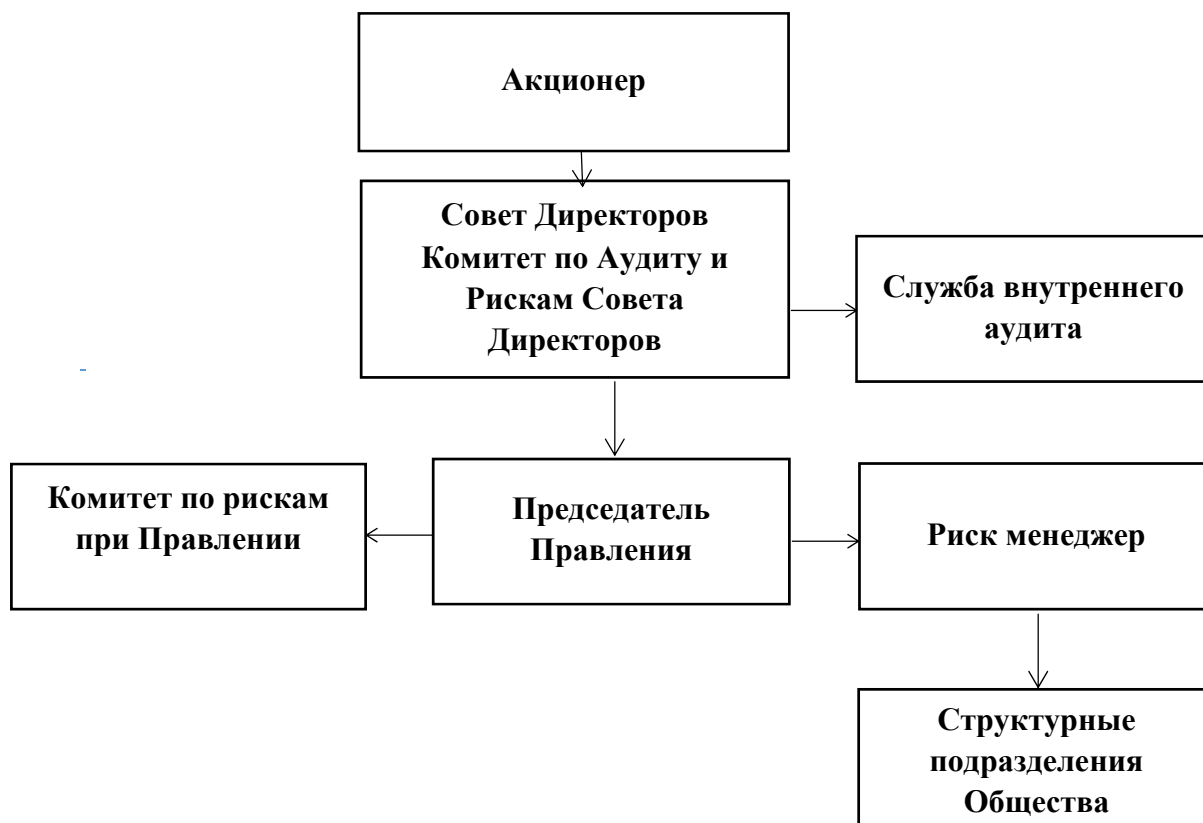 Акционер
Совет Директоров
Комитет по Аудиту и
Рискам Совета
Директоров
Служба внутреннего
аудита
Комитет по рискам
при Правлении
Председатель
Правления
Риск менеджер
Структурные
подразделения
Общества